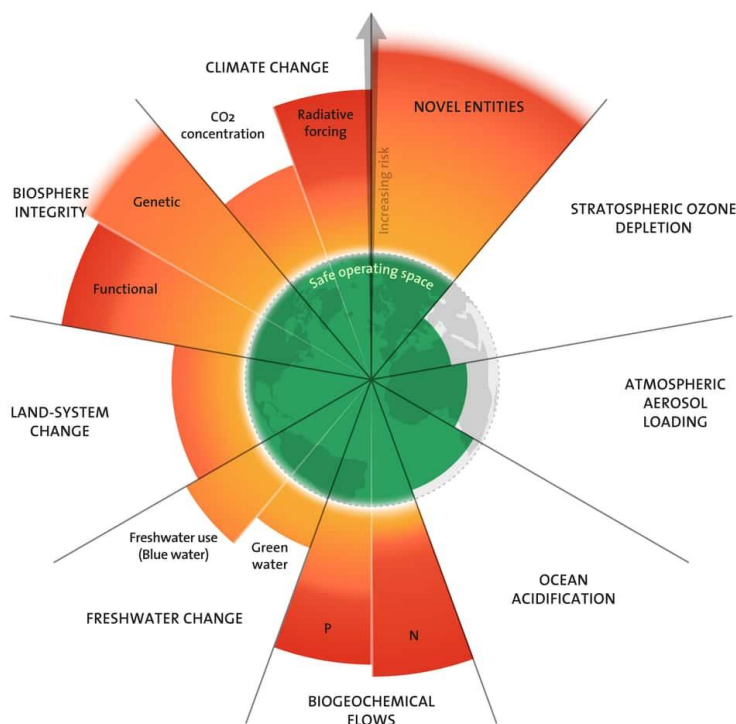 CLIMATE CHANGE
CO2
concentration
Radiative
forcing
NOVEL ENTITIES
Increasing risk
BIOSPHERE
INTEGRITY
Genetic
Functional
STRATOSPHERIC OZONE
DEPLETION
Safe operating space
LAND-SYSTEM
CHANGE
ATMOSPHERIC
AEROSOL
LOADING
Freshwater use
(Blue water)
Green
water
FRESHWATER CHANGE
P
N
BIOGEOCHEMICAL
FLOWS
OCEAN
ACIDIFICATION